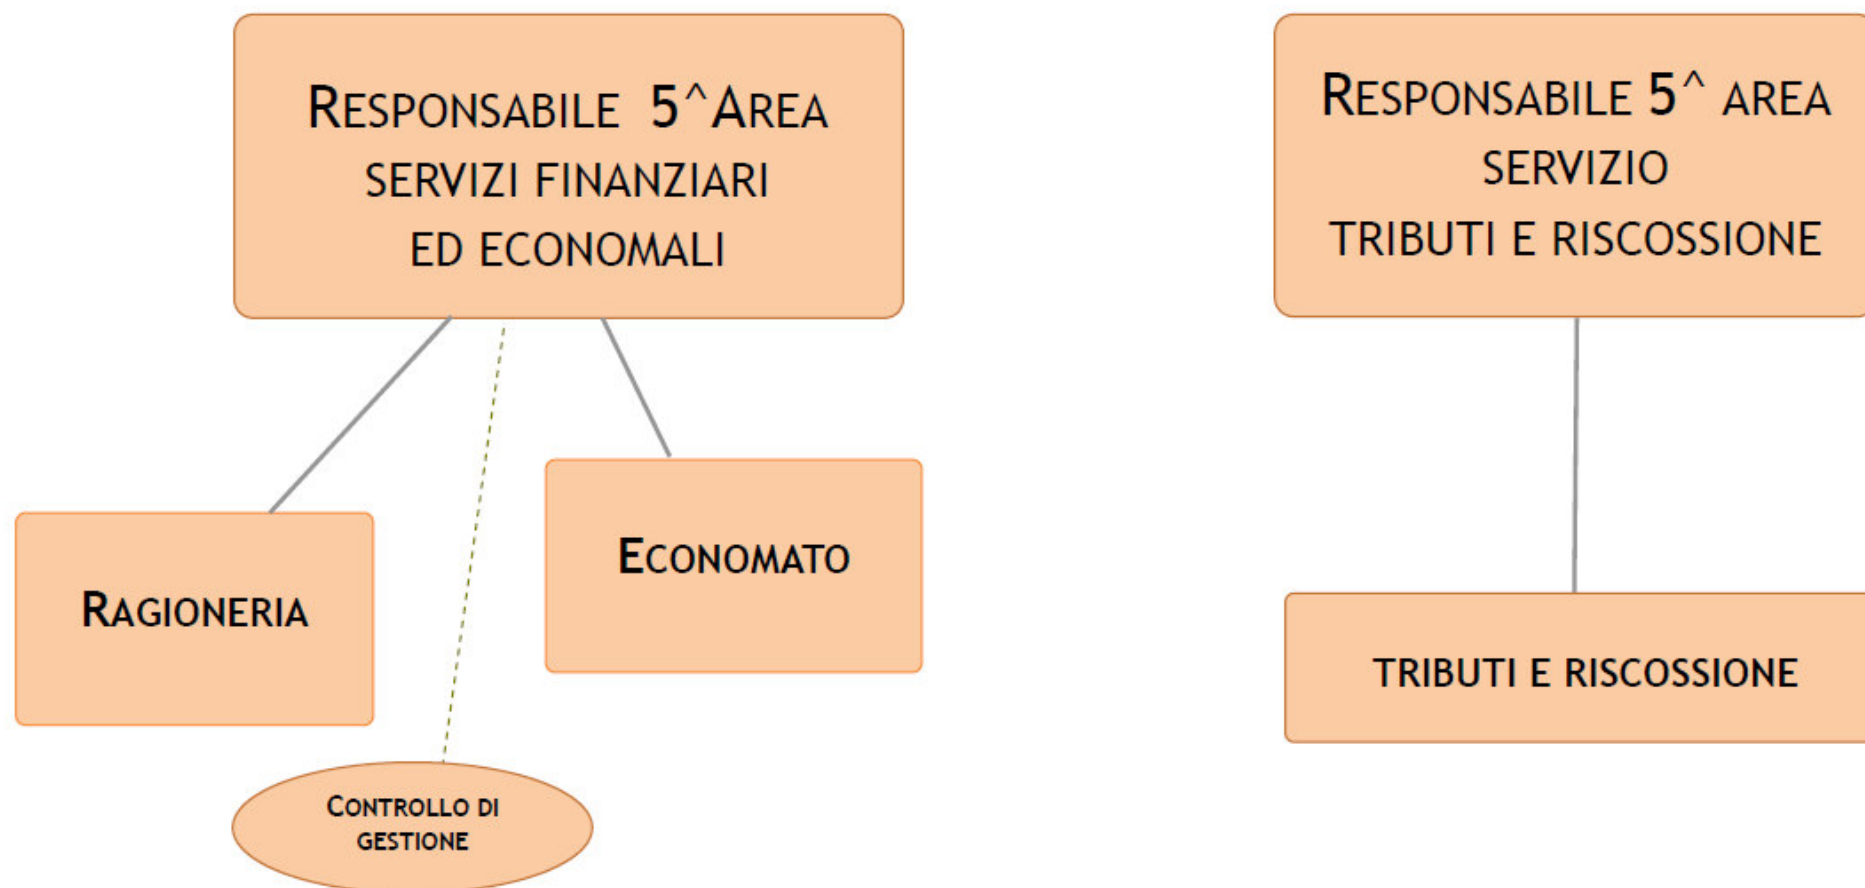 Responsabile 5^Area
servizi finanziari
ed economali
Responsabile 5^ area
servizio
tributi e riscossione
Ragioneria
Economato
tributi e riscossione
Controllo di
gestione